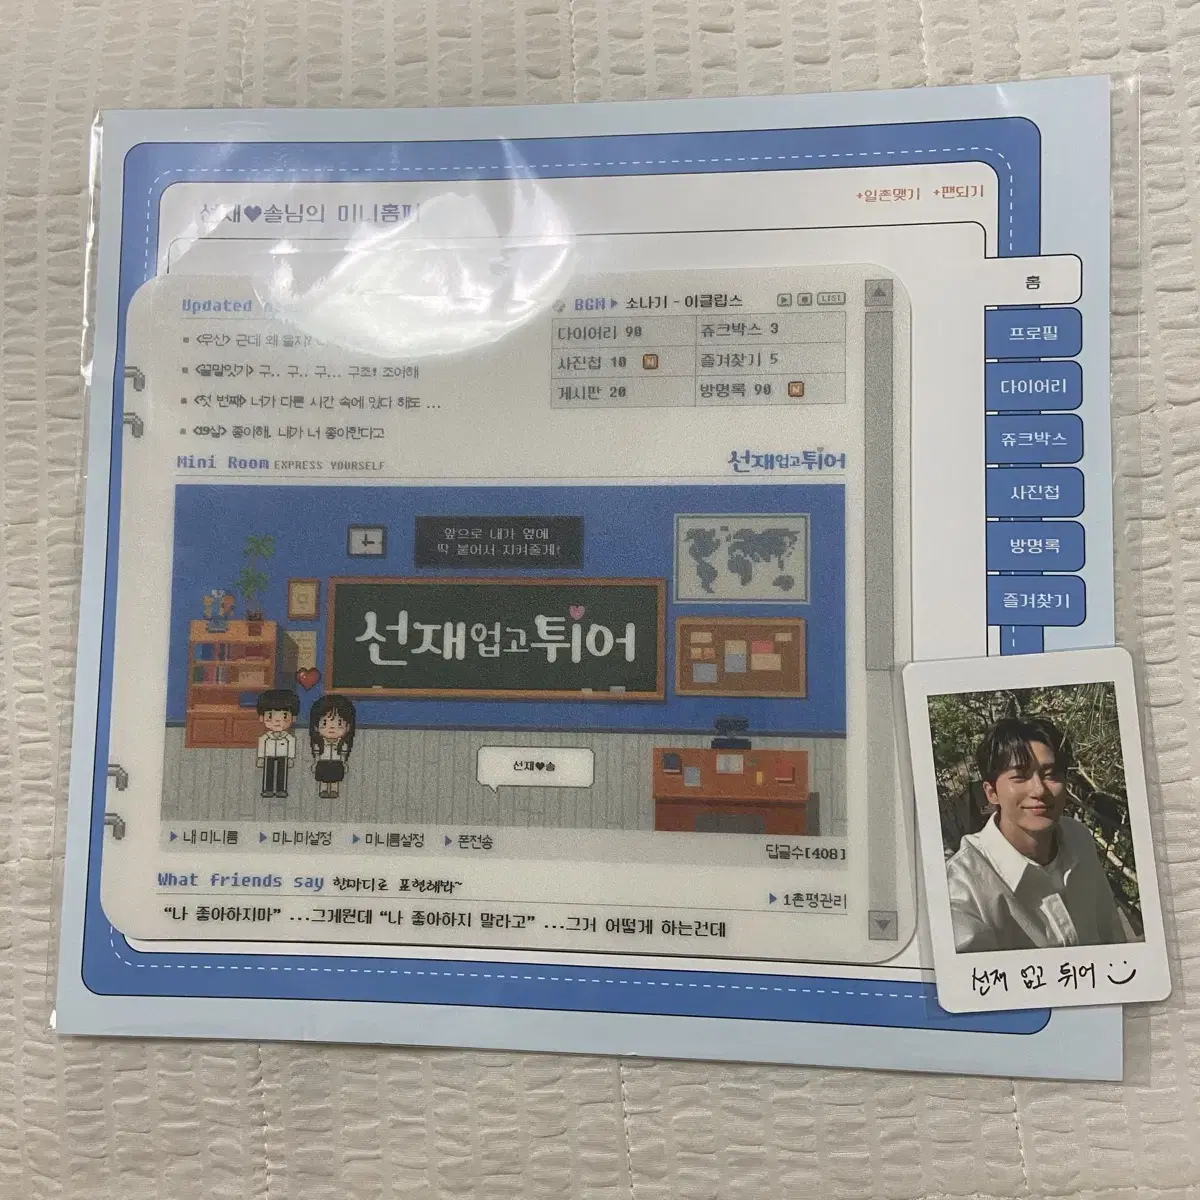 선재♥솔님의 미니홈피
+일촌맺기 +팬되기
홈
프로필
다이어리
쥬크박스
사진첩
방명록
즐겨찾기
Updated
<우산> 근데 왜 울지?
<끝말잇기> 구.. 구.. 구... 구조! 조아해
<첫 번째> 너가 다른 시간 속에 있다 해도 ...
<19살> 좋아해. 내가 너 좋아한다고
BGM ▶ 소나기 - 이클립스 LIST
다이어리 90 쥬크박스 3
사진첩 10 N 즐겨찾기 5
게시판 20 방명록 90 N
Mini Room EXPRESS YOURSELF
선재업고튀어
앞으로 내가 옆에
딱 붙어서 지켜줄게!
선재업고튀어
선재♥솔
▶ 내 미니룸 ▶ 미니미설정 ▶ 미니룸설정 ▶ 폰전송
답글수[408]
What friends say 한마디로 표현해봐~
▶ 1촌평관리
“나 좋아하지마” ...그게뭔데 “나 좋아하지 말라고” ...그거 어떻게 하는건데
선재 업고 튀어